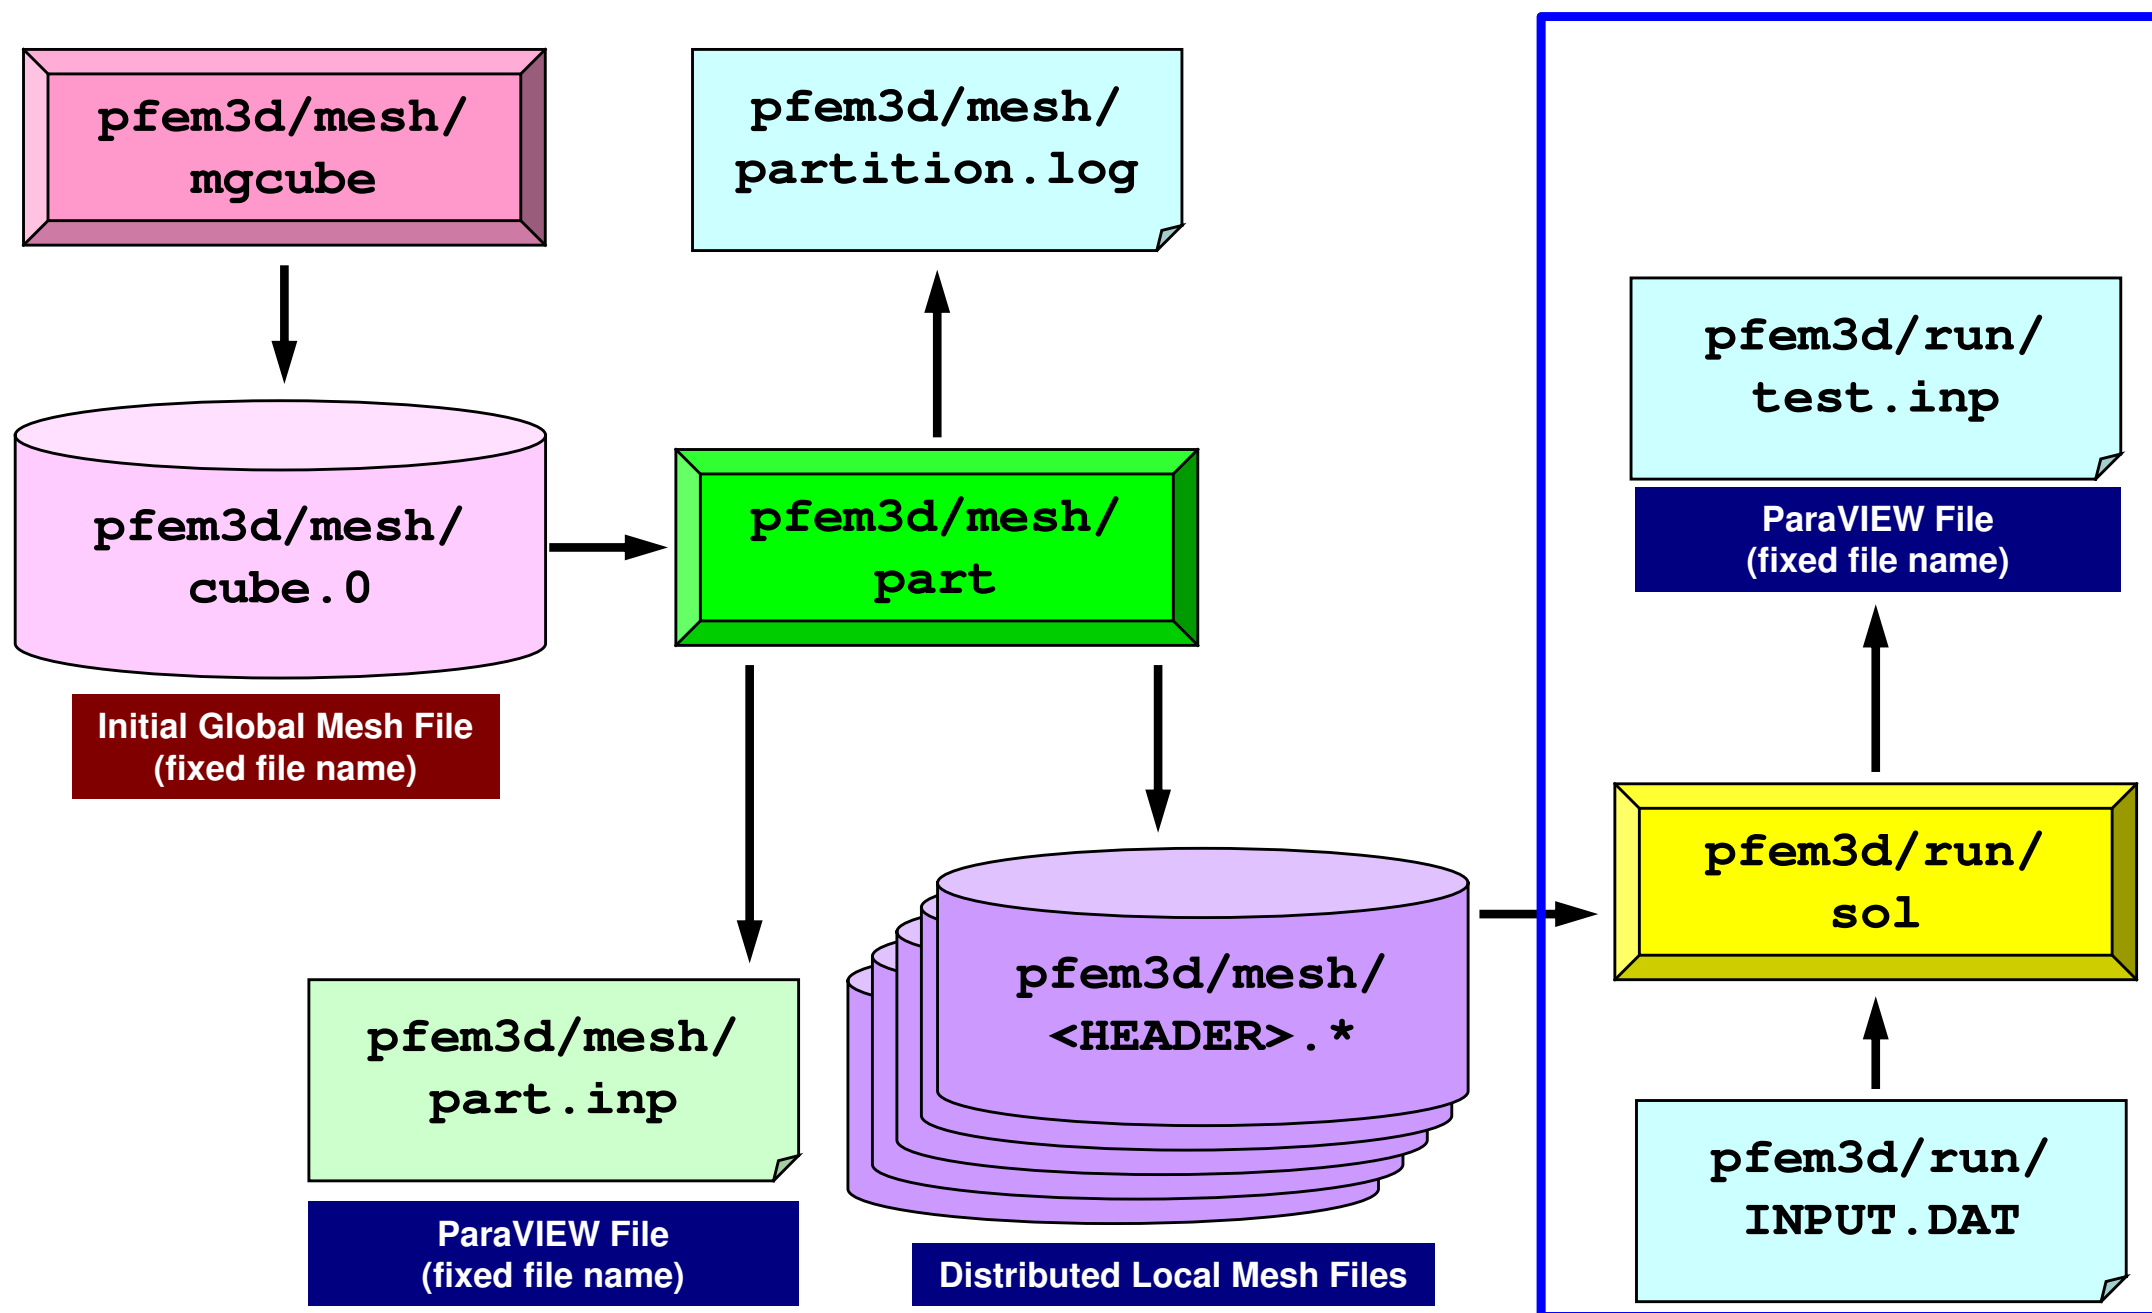 pfem3d/mesh/
mgcube
pfem3d/mesh/
partition.log
pfem3d/run/
test.inp
ParaVIEW File
(fixed file name)
pfem3d/mesh/
cube.0
Initial Global Mesh File
(fixed file name)
pfem3d/mesh/
part
pfem3d/run/
sol
pfem3d/mesh/
<HEADER>.*
Distributed Local Mesh Files
pfem3d/mesh/
part.inp
ParaVIEW File
(fixed file name)
pfem3d/run/
INPUT.DAT